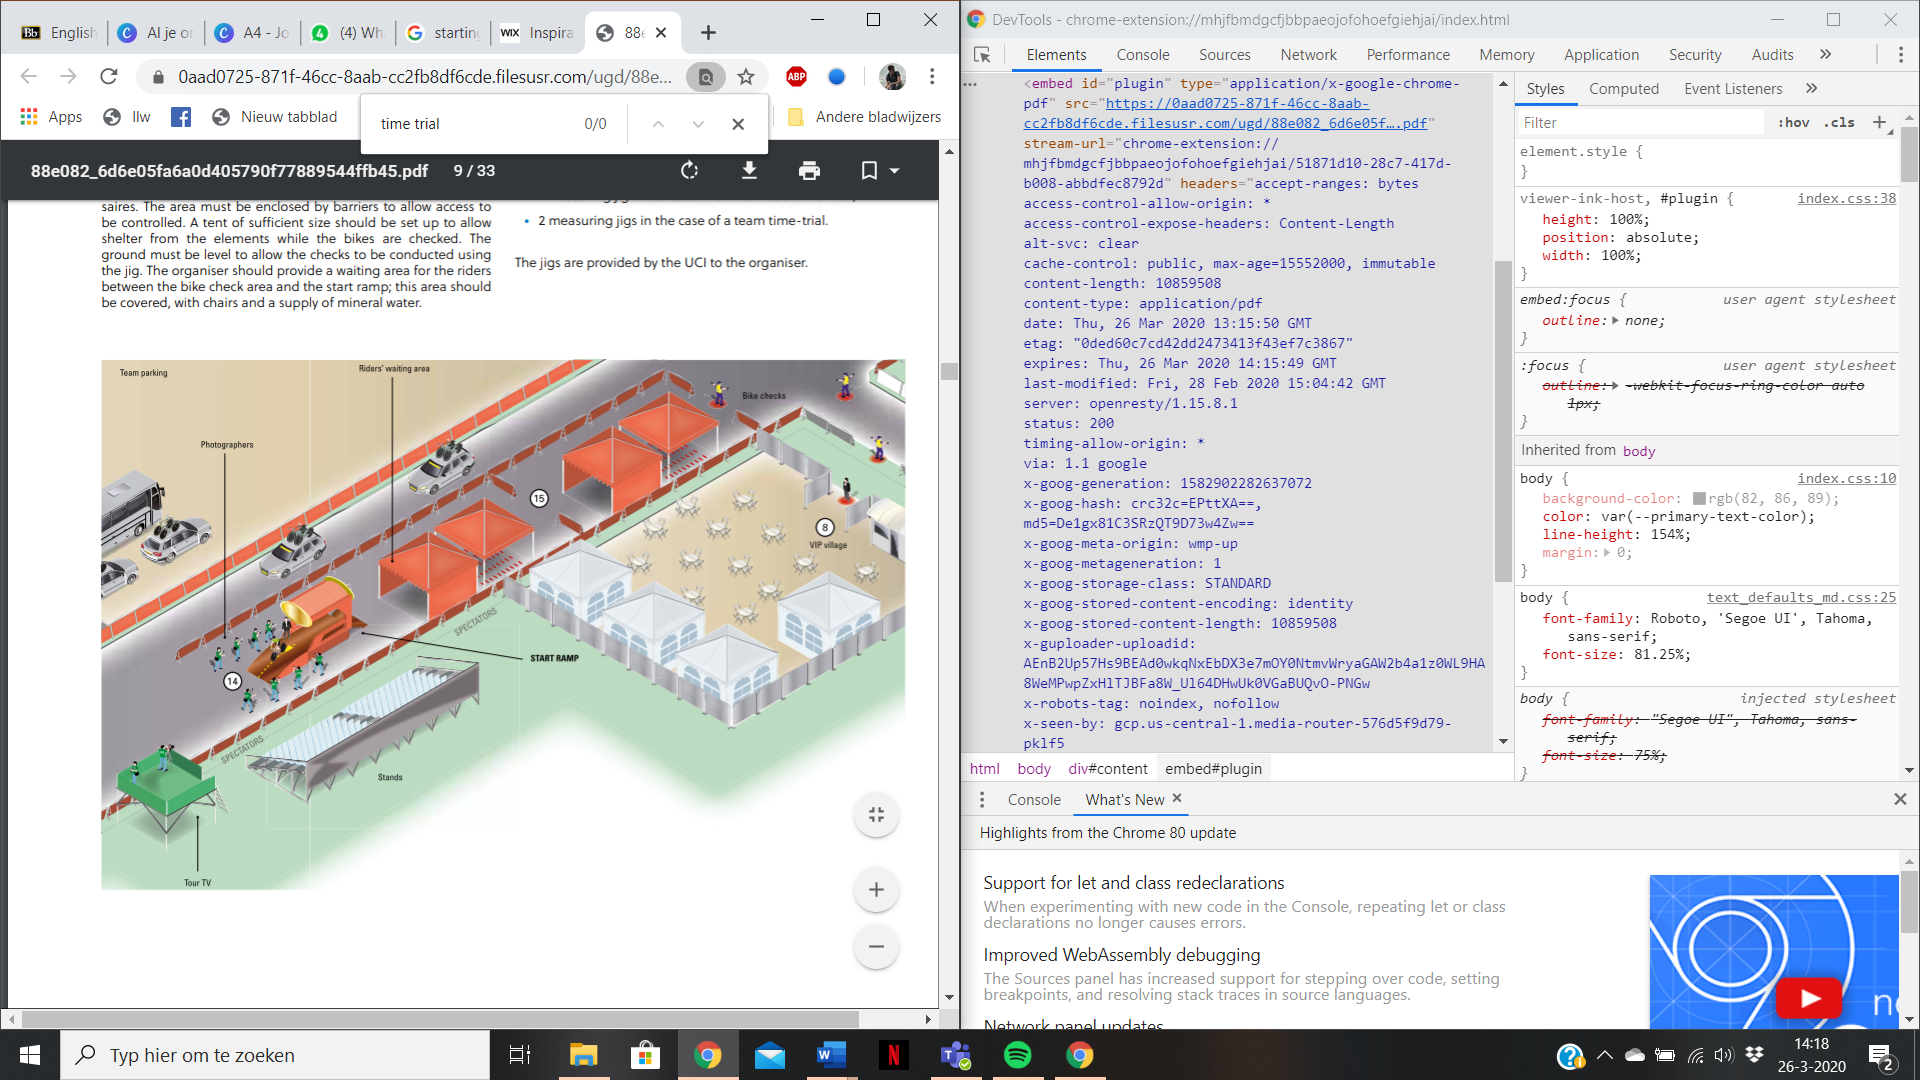 English
AI je or
A4 - Jo
(4) Wh
starting
WIX Inspira
88e
0aad0725-871f-46cc-8aab-cc2fb8df6cde.filesusr.com/ugd/88e...
ABP
Apps
Ilw
Nieuw tabblad
Andere bladwijzers
time trial 0/0
88e082_6d6e05fa6a0d405790f77889544ffb45.pdf 9 / 33
saires. The area must be enclosed by barriers to allow access to
be controlled. A tent of sufficient size should be set up to allow
shelter from the elements while the bikes are checked. The
ground must be level to allow the checks to be conducted using
the jig. The organiser should provide a waiting area for the riders
between the bike check area and the start ramp; this area should
be covered, with chairs and a supply of mineral water.
• 2 measuring jigs in the case of a team time-trial.
The jigs are provided by the UCI to the organiser.
Team parking
Riders' waiting area
Bike checks
Photographers
15
8
VIP village
SPECTATORS
START RAMP
14
SPECTATORS
Stands
Tour TV
DevTools - chrome-extension://mhjfbmdgcfjbbpaeojofohoefgiehjai/index.html
Elements Console Sources Network Performance Memory Application Security Audits »
<embed id="plugin" type="application/x-google-chrome-
pdf" src="https://0aad0725-871f-46cc-8aab-
cc2fb8df6cde.filesusr.com/ugd/88e082_6d6e05f….pdf"
stream-url="chrome-extension://
mhjfbmdgcfjbbpaeojofohoefgiehjai/51871d10-28c7-417d-
b008-abbdfec8792d" headers="accept-ranges: bytes
access-control-allow-origin: *
access-control-expose-headers: Content-Length
alt-svc: clear
cache-control: public, max-age=15552000, immutable
content-length: 10859508
content-type: application/pdf
date: Thu, 26 Mar 2020 13:15:50 GMT
etag: "0ded60c7cd42dd2473413f43ef7c3867"
expires: Thu, 26 Mar 2020 14:15:49 GMT
last-modified: Fri, 28 Feb 2020 15:04:42 GMT
server: openresty/1.15.8.1
status: 200
timing-allow-origin: *
via: 1.1 google
x-goog-generation: 1582902282637072
x-goog-hash: crc32c=EPttXA==,
md5=De1gx81C3SRzQT9D73w4Zw==
x-goog-meta-origin: wmp-up
x-goog-metageneration: 1
x-goog-storage-class: STANDARD
x-goog-stored-content-encoding: identity
x-goog-stored-content-length: 10859508
x-guploader-uploadid:
AEnB2Up57Hs9BEAd0wkqNxEbDX3e7mOY0NtmvWryaGAW2b4a1z0WL9HA
8WeMPwpZxHlTJBFa8W_Ul64DHwUk0VGaBUQvO-PNGw
x-robots-tag: noindex, nofollow
x-seen-by: gcp.us-central-1.media-router-576d5f9d79-
pklf5
html body div#content embed#plugin
Styles Computed Event Listeners »
Filter :hov .cls +
element.style {
}
viewer-ink-host, #plugin { index.css:38
height: 100%;
position: absolute;
width: 100%;
}
embed:focus { user agent stylesheet
outline: none;
}
:focus { user agent stylesheet
outline: -webkit-focus-ring-color auto
1px;
}
Inherited from body
body { index.css:10
background-color: rgb(82, 86, 89);
color: var(--primary-text-color);
line-height: 154%;
margin: 0;
}
body { text_defaults_md.css:25
font-family: Roboto, 'Segoe UI', Tahoma,
sans-serif;
font-size: 81.25%;
}
body { injected stylesheet
font-family: "Segoe UI", Tahoma, sans-
serif;
font-size: 75%;
}
Console What's New
Highlights from the Chrome 80 update
Support for let and class redeclarations
When experimenting with new code in the Console, repeating let or class
declarations no longer causes errors.
Improved WebAssembly debugging
The Sources panel has increased support for stepping over code, setting
breakpoints, and resolving stack traces in source languages.
Network panel updates
ne
Typ hier om te zoeken
14:18
26-3-2020
2